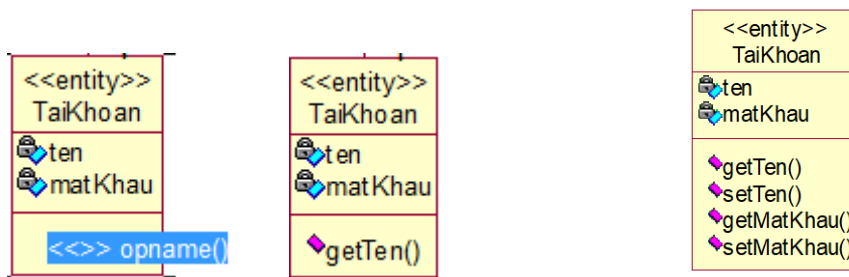 <<entity>>
TaiKhoan
ten
matKhau
<<>> opname()
<<entity>>
TaiKhoan
ten
matKhau
getTen()
<<entity>>
TaiKhoan
ten
matKhau
getTen()
setTen()
getMatKhau()
setMatKhau()